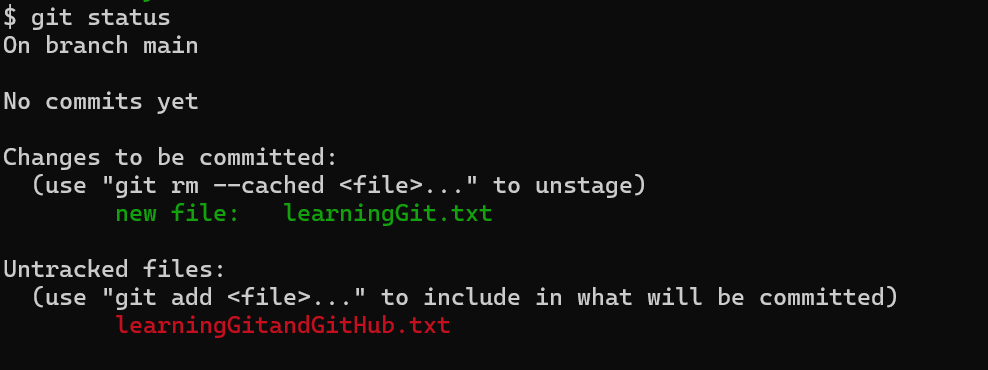 $ git status
On branch main
No commits yet
Changes to be committed:
(use "git rm --cached <file>..." to unstage)
new file: learningGit.txt
Untracked files:
(use "git add <file>..." to include in what will be committed)
learningGitandGitHub.txt